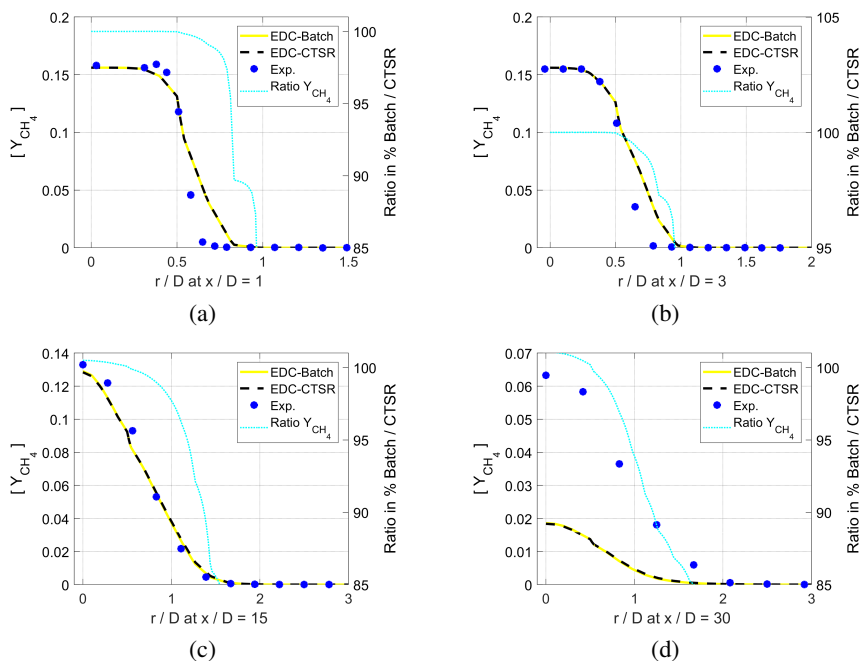 0.2
0.15
0.1
0.05
0
[ Y_CH4 ]
100
95
90
85
Ratio in % Batch / CTSR
EDC-Batch
EDC-CTSR
Exp.
Ratio Y_CH4
0 0.5 1 1.5
r / D at x / D = 1
(a)
0.2
0.15
0.1
0.05
0
[ Y_CH4 ]
105
100
95
Ratio in % Batch / CTSR
EDC-Batch
EDC-CTSR
Exp.
Ratio Y_CH4
0 0.5 1 1.5 2
r / D at x / D = 3
(b)
0.14
0.12
0.1
0.08
0.06
0.04
0.02
0
[ Y_CH4 ]
100
95
90
85
Ratio in % Batch / CTSR
EDC-Batch
EDC-CTSR
Exp.
Ratio Y_CH4
0 1 2 3
r / D at x / D = 15
(c)
0.07
0.06
0.05
0.04
0.03
0.02
0.01
0
[ Y_CH4 ]
100
95
90
85
Ratio in % Batch / CTSR
EDC-Batch
EDC-CTSR
Exp.
Ratio Y_CH4
0 1 2 3
r / D at x / D = 30
(d)